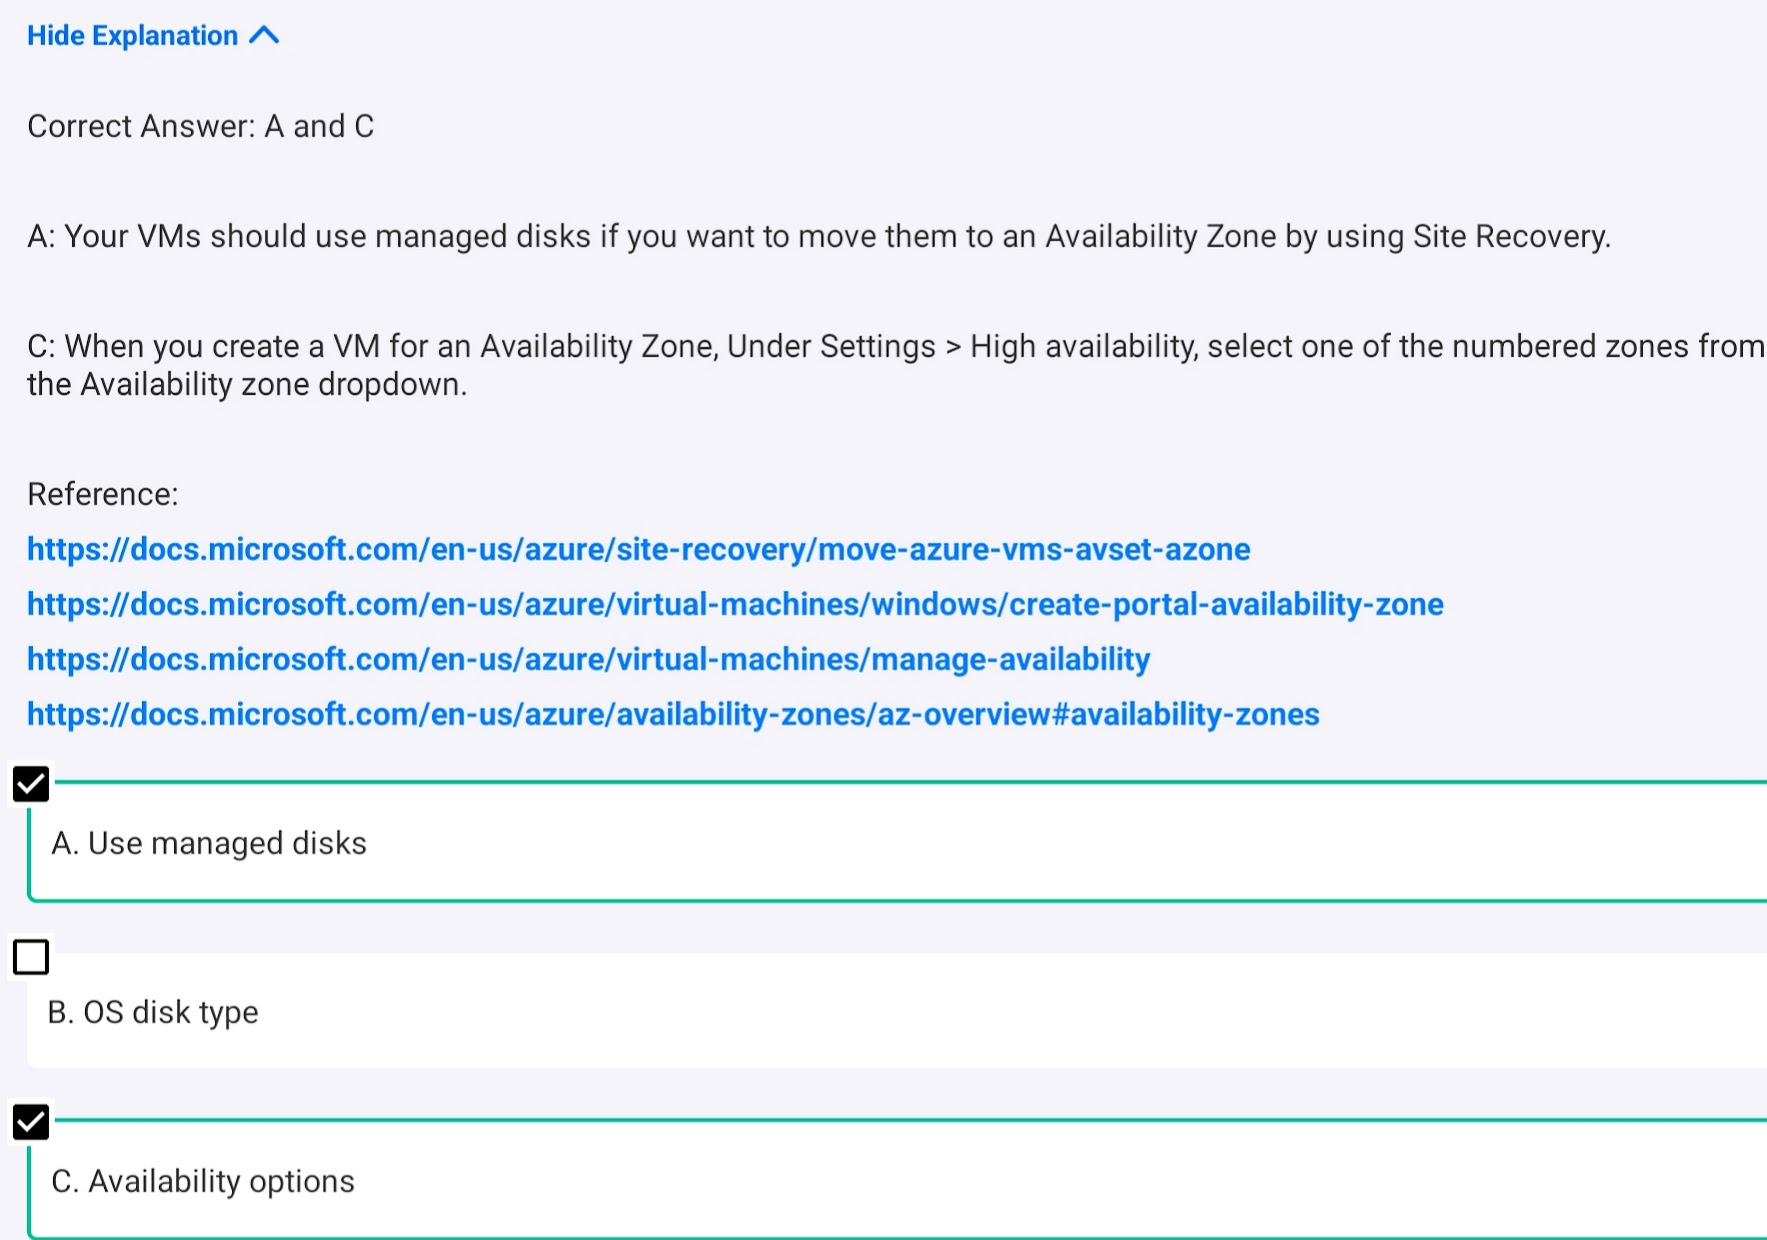 Hide Explanation
Correct Answer: A and C
A: Your VMs should use managed disks if you want to move them to an Availability Zone by using Site Recovery.
C: When you create a VM for an Availability Zone, Under Settings > High availability, select one of the numbered zones from
the Availability zone dropdown.
Reference:
https://docs.microsoft.com/en-us/azure/site-recovery/move-azure-vms-avset-azone
https://docs.microsoft.com/en-us/azure/virtual-machines/windows/create-portal-availability-zone
https://docs.microsoft.com/en-us/azure/virtual-machines/manage-availability
https://docs.microsoft.com/en-us/azure/availability-zones/az-overview#availability-zones
A. Use managed disks
B. OS disk type
C. Availability options